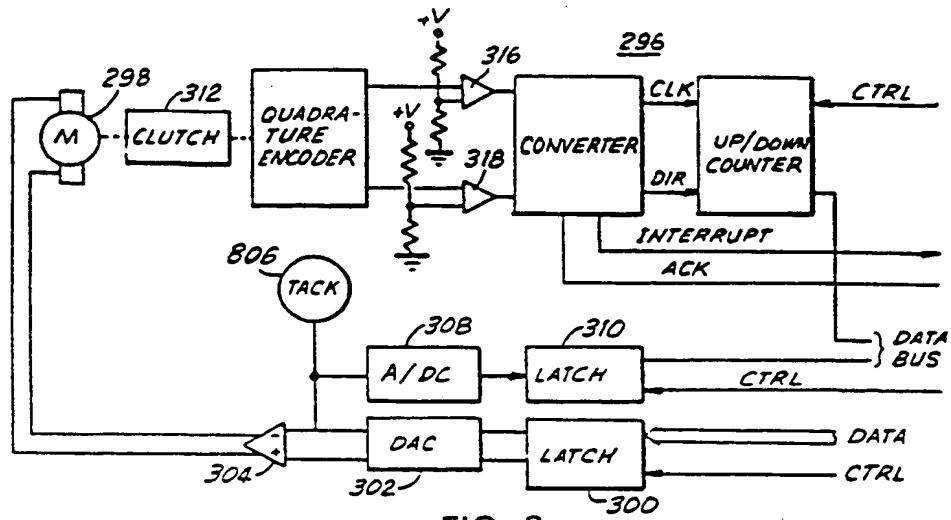 +V
316
296
298
312
CLK
CTRL
M
CLUTCH
QUADRA-
TURE
ENCODER
+V
CONVERTER
UP/DOWN
COUNTER
318
DIR
INTERRUPT
ACK
806
TACK
308
310
A/DC
LATCH
DATA
BUS
CTRL
-
+
DAC
LATCH
DATA
304
302
CTRL
300